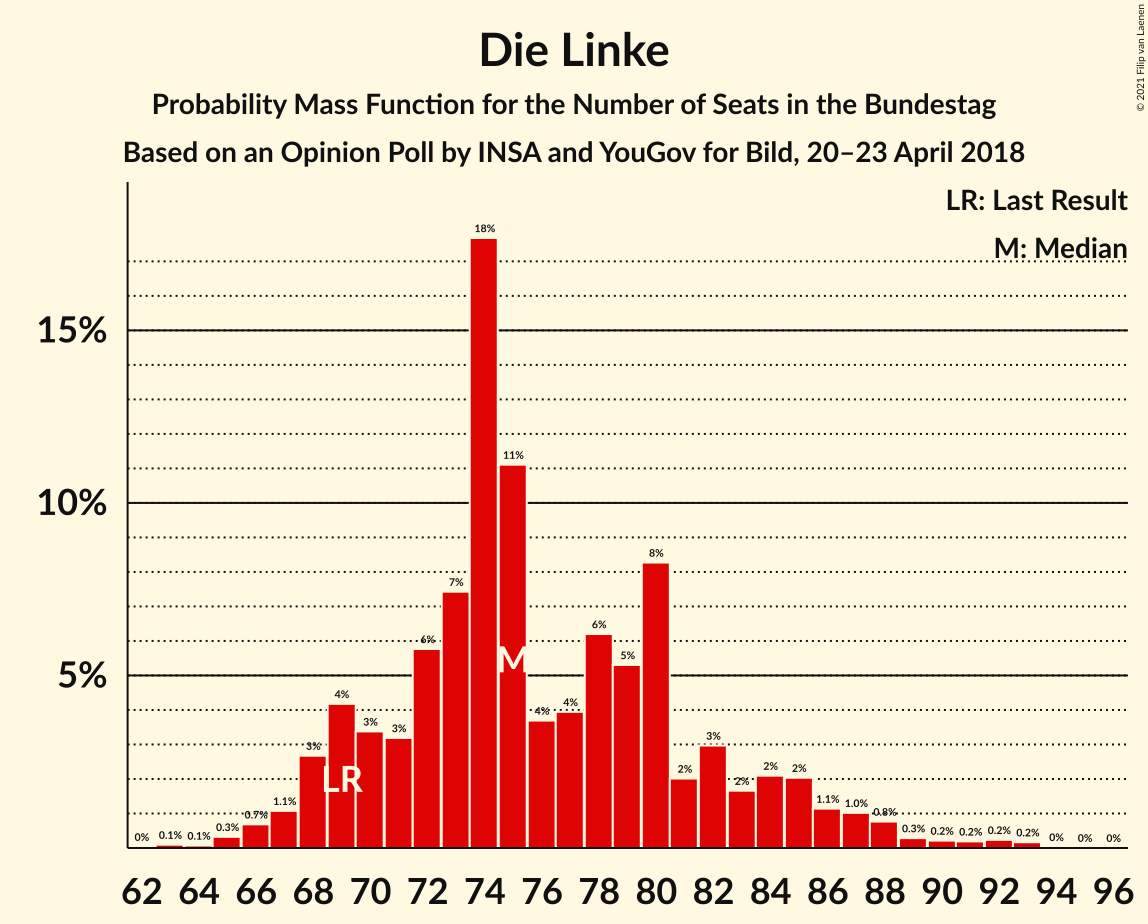 Die Linke
Probability Mass Function for the Number of Seats in the Bundestag
Based on an Opinion Poll by INSA and YouGov for Bild, 20–23 April 2018
© 2021 Filip van Laenen
LR: Last Result
M: Median
15%
10%
5%
0% 0.1% 0.1% 0.3% 0.7% 1.1% 3% 4% 3% 3% 6% 7% 18% 11% 4% 4% 6% 5% 8% 2% 3% 2% 2% 2% 1.1% 1.0% 0.8% 0.3% 0.2% 0.2% 0.2% 0.2% 0% 0% 0%
LR
M
62 64 66 68 70 72 74 76 78 80 82 84 86 88 90 92 94 96